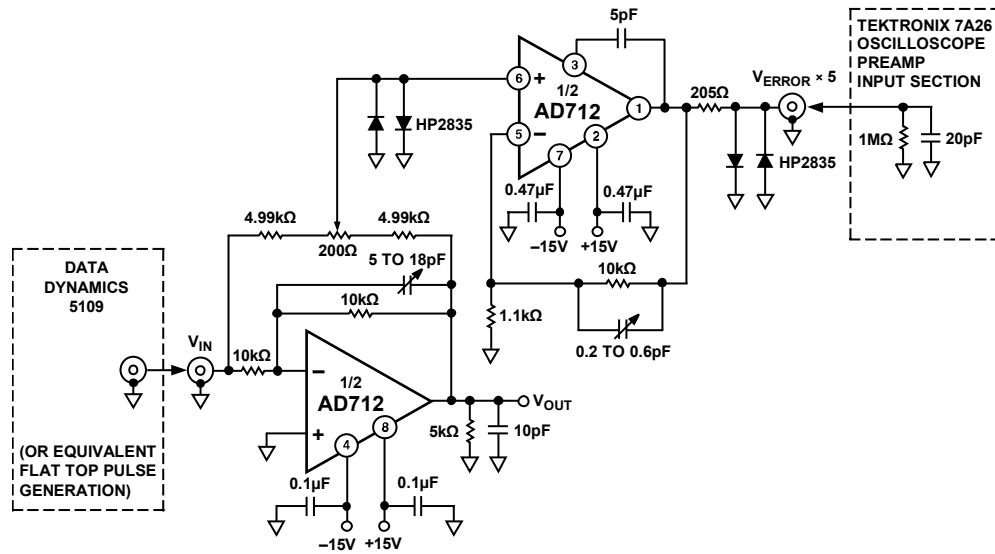 5pF
TEKTRONIX 7A26
OSCILLOSCOPE
PREAMP
INPUT SECTION
3
6
+
1/2
AD712
1
205Ω
VERROR × 5
5
–
2
7
HP2835
HP2835
1MΩ
20pF
0.47µF
0.47µF
–15V
+15V
4.99kΩ
4.99kΩ
200Ω
5 TO 18pF
10kΩ
10kΩ
1.1kΩ
0.2 TO 0.6pF
DATA
DYNAMICS
5109
VIN
10kΩ
–
1/2
AD712
+
4
8
VOUT
5kΩ
10pF
(OR EQUIVALENT
FLAT TOP PULSE
GENERATION)
0.1µF
0.1µF
–15V
+15V